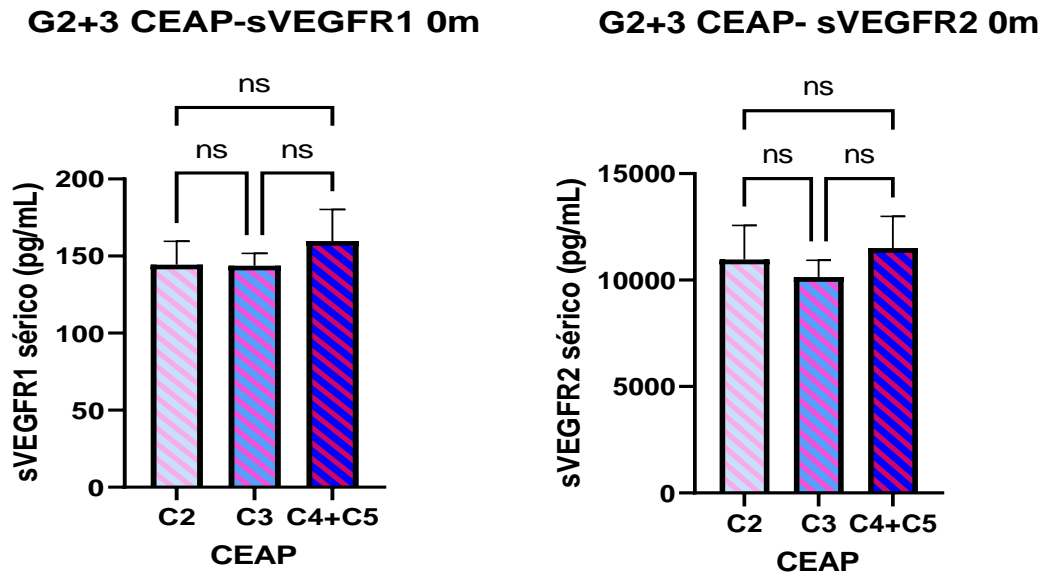 G2+3 CEAP-sVEGFR1 0m
ns
ns
ns
sVEGFR1 sérico (pg/mL)
200
150
100
50
0
C2
C3
C4+C5
CEAP
G2+3 CEAP- sVEGFR2 0m
ns
ns
ns
sVEGFR2 sérico (pg/mL)
15000
10000
5000
0
C2
C3
C4+C5
CEAP